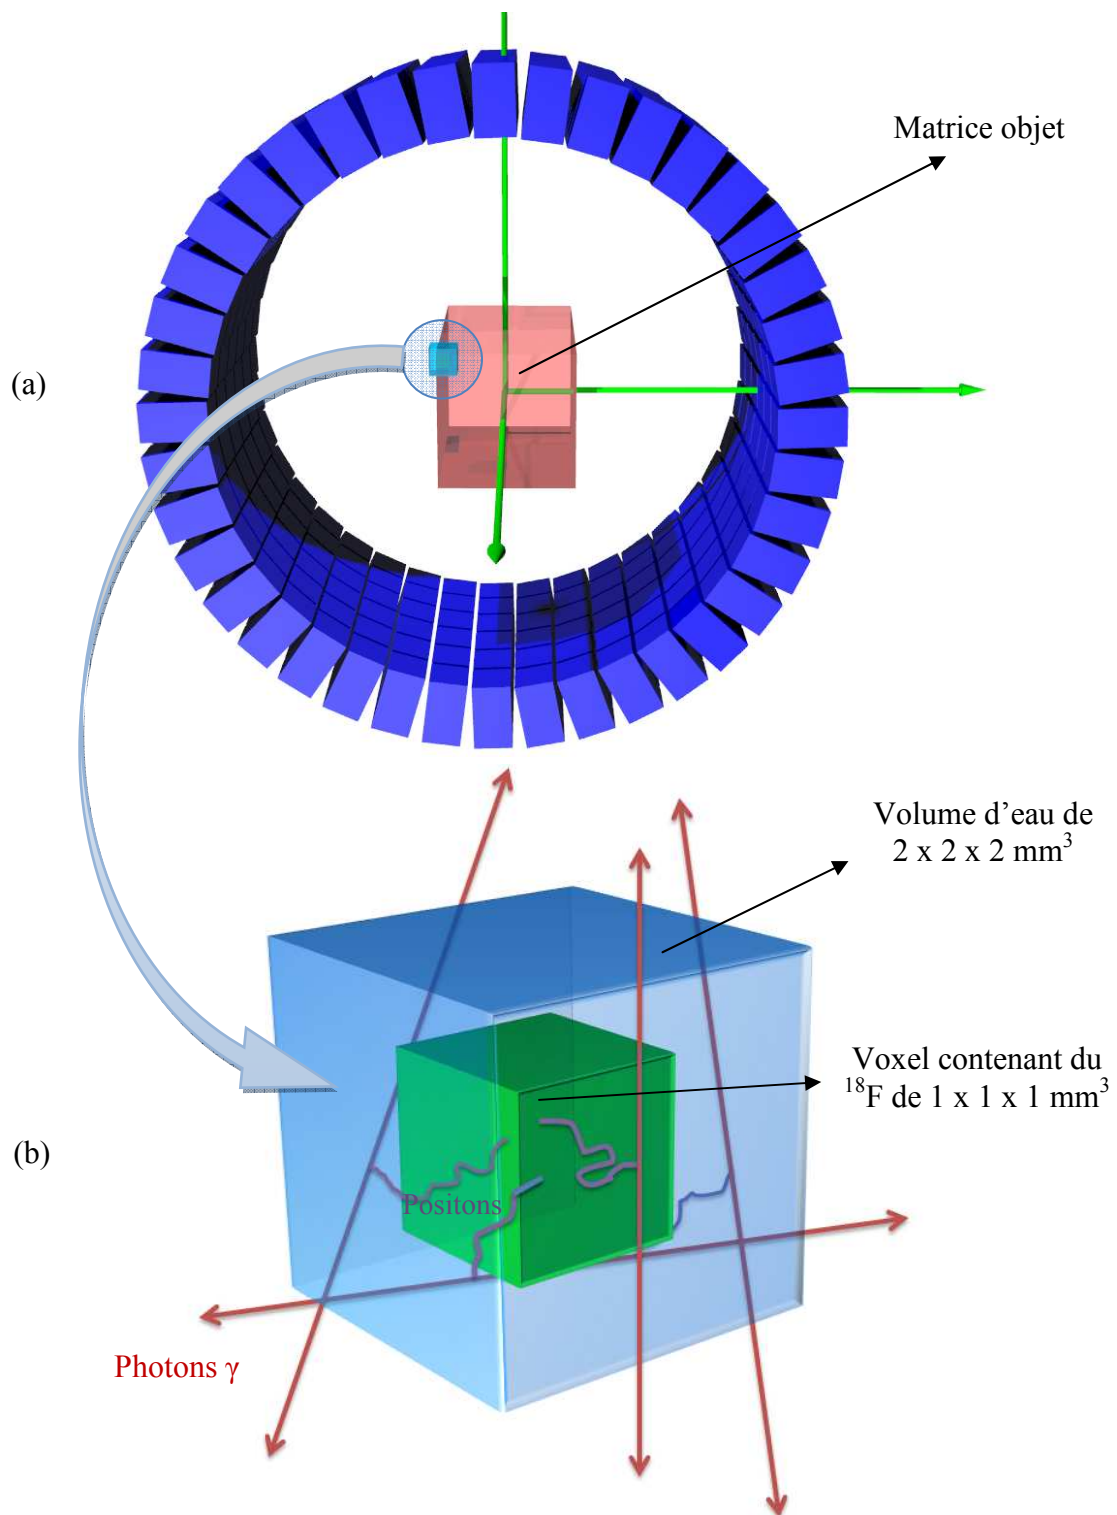 Matrice objet
(a)
Volume d'eau de
2 x 2 x 2 mm³
Voxel contenant du
¹⁸F de 1 x 1 x 1 mm³
(b)
Positons
Photons γ